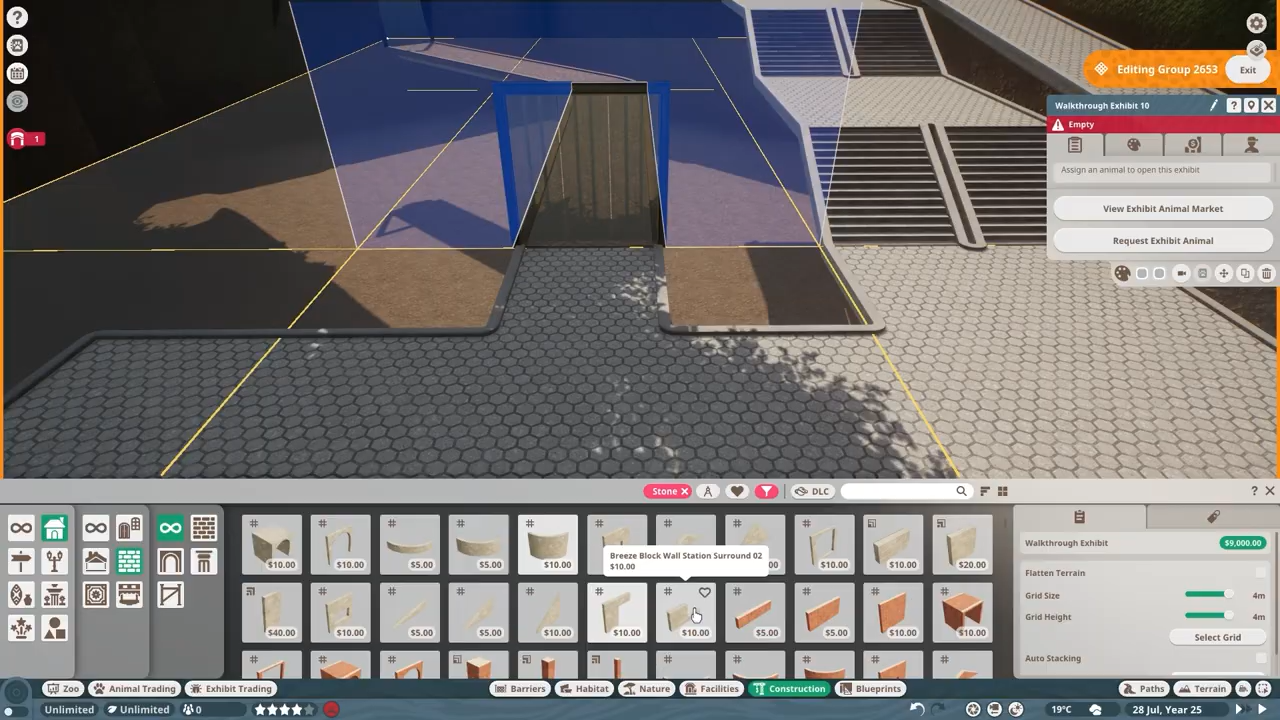 ?
Editing Group 2653
Exit
1
Walkthrough Exhibit 10
?
Empty
Assign an animal to open this exhibit
View Exhibit Animal Market
Request Exhibit Animal
Stone ×
DLC
?
$10.00
$10.00
$5.00
$5.00
$10.00
$10.00
$10.00
$20.00
Breeze Block Wall Station Surround 02
$10.00
$40.00
$10.00
$5.00
$5.00
$10.00
$10.00
$10.00
$5.00
$5.00
$10.00
$10.00
Walkthrough Exhibit
$9,000.00
Flatten Terrain
Grid Size
4m
Grid Height
4m
Select Grid
Auto Stacking
Zoo
Animal Trading
Exhibit Trading
Barriers
Habitat
Nature
Facilities
Construction
Blueprints
Paths
Terrain
Unlimited
Unlimited
0
19°C
28 Jul, Year 25